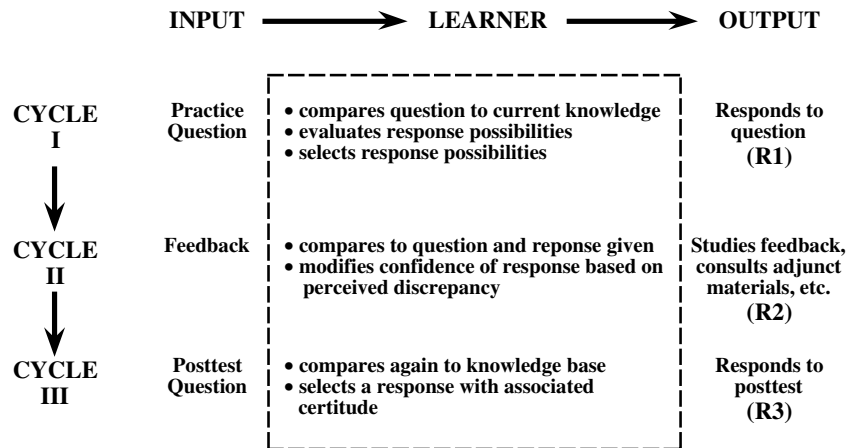 INPUT LEARNER OUTPUT
CYCLE
I
Practice
Question
• compares question to current knowledge
• evaluates response possibilities
• selects response possibilities
Responds to
question
(R1)
CYCLE
II
Feedback
• compares to question and reponse given
• modifies confidence of response based on
perceived discrepancy
Studies feedback,
consults adjunct
materials, etc.
(R2)
CYCLE
III
Posttest
Question
• compares again to knowledge base
• selects a response with associated
certitude
Responds to
posttest
(R3)